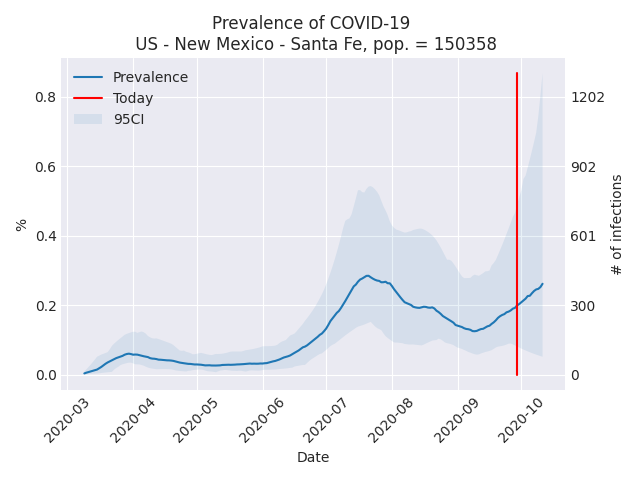 Prevalence of COVID-19
US - New Mexico - Santa Fe, pop. = 150358
Prevalence
Today
95CI
0.8
0.6
0.4
0.2
0.0
%
1202
902
601
300
0
# of infections
2020-03
2020-04
2020-05
2020-06
2020-07
2020-08
2020-09
2020-10
Date